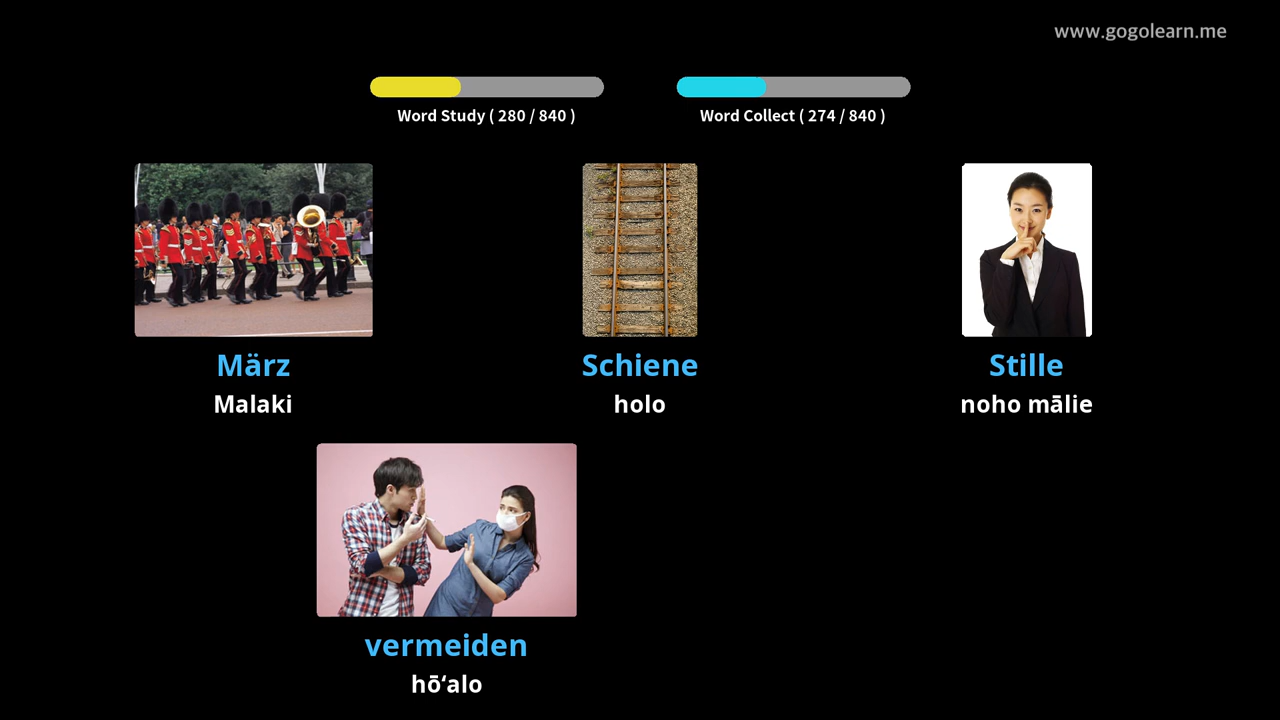 www.gogolearn.me
Word Study ( 280 / 840 )
Word Collect ( 274 / 840 )
März
Malaki
Schiene
holo
Stille
noho mālie
vermeiden
hōʻalo